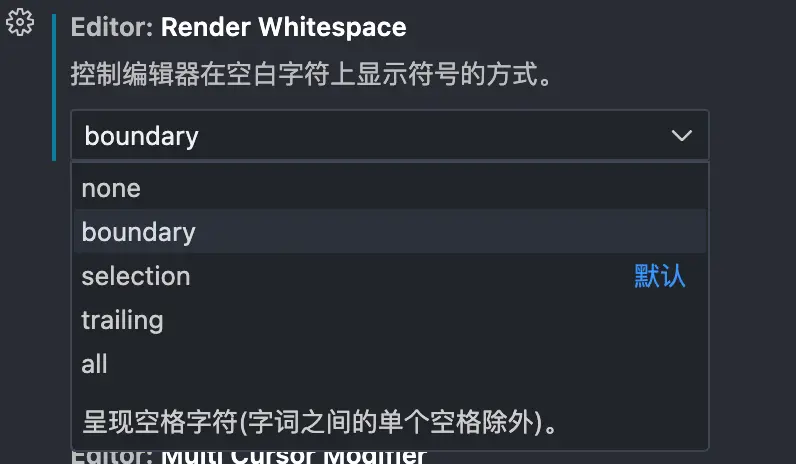 Editor: Render Whitespace
控制编辑器在空白字符上显示符号的方式。
boundary
none
boundary
selection 默认
trailing
all
呈现空格字符(字词之间的单个空格除外)。
Editor: Multi Cursor Modifier